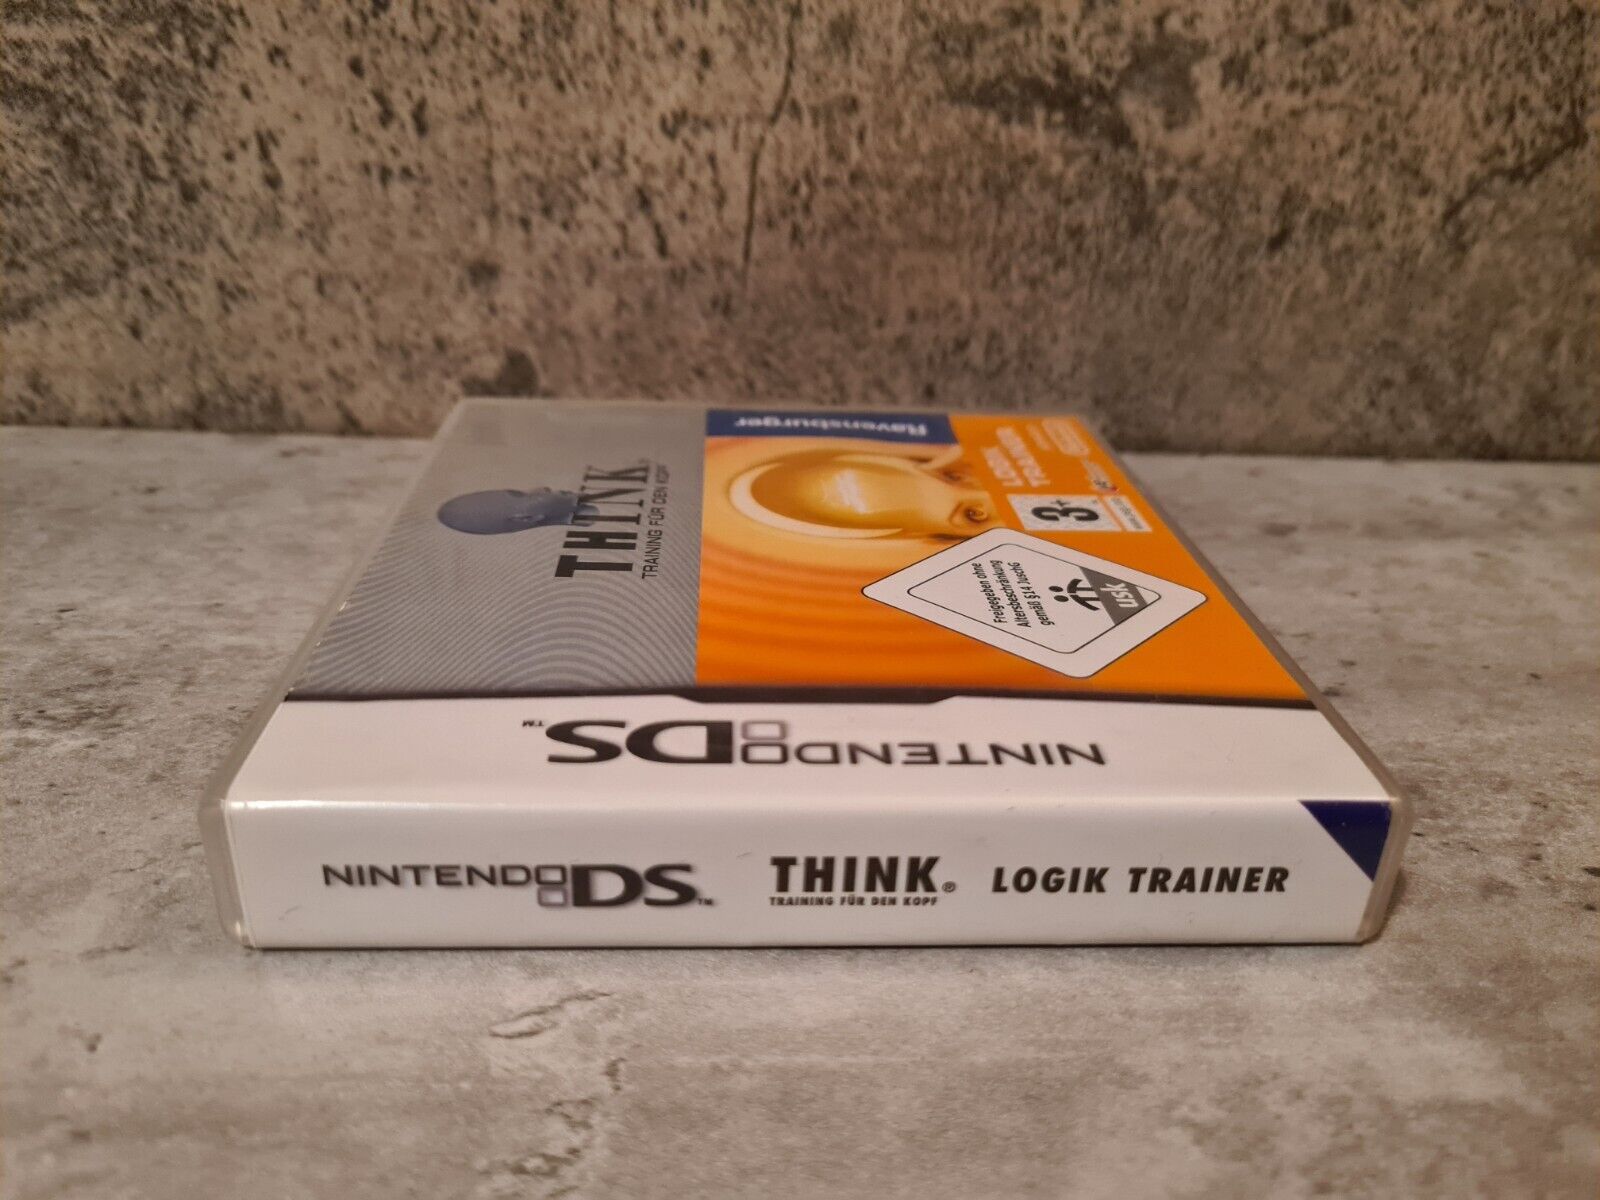 Ravensburger
LOGIK
TRAINER
THINK
TRAINING FÜR DEN KOPF
3+
Freigegeben ohne
Altersbeschränkung
gemäß §14 JuschG
usk
NINTENDO DS™
NINTENDO DS™ THINK® LOGIK TRAINER
TRAINING FÜR DEN KOPF